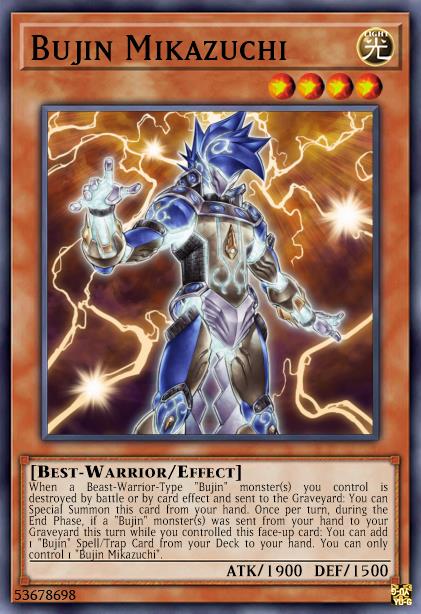 Bujin Mikazuchi
LIGHT
光
[Best-Warrior/Effect]
When a Beast-Warrior-Type "Bujin" monster(s) you control is
destroyed by battle or by card effect and sent to the Graveyard: You can
Special Summon this card from your hand. Once per turn, during the
End Phase, if a "Bujin" monster(s) was sent from your hand to your
Graveyard this turn while you controlled this face-up card: You can add
1 "Bujin" Spell/Trap Card from your Deck to your hand. You can only
control 1 "Bujin Mikazuchi".
ATK/1900 DEF/1500
53678698